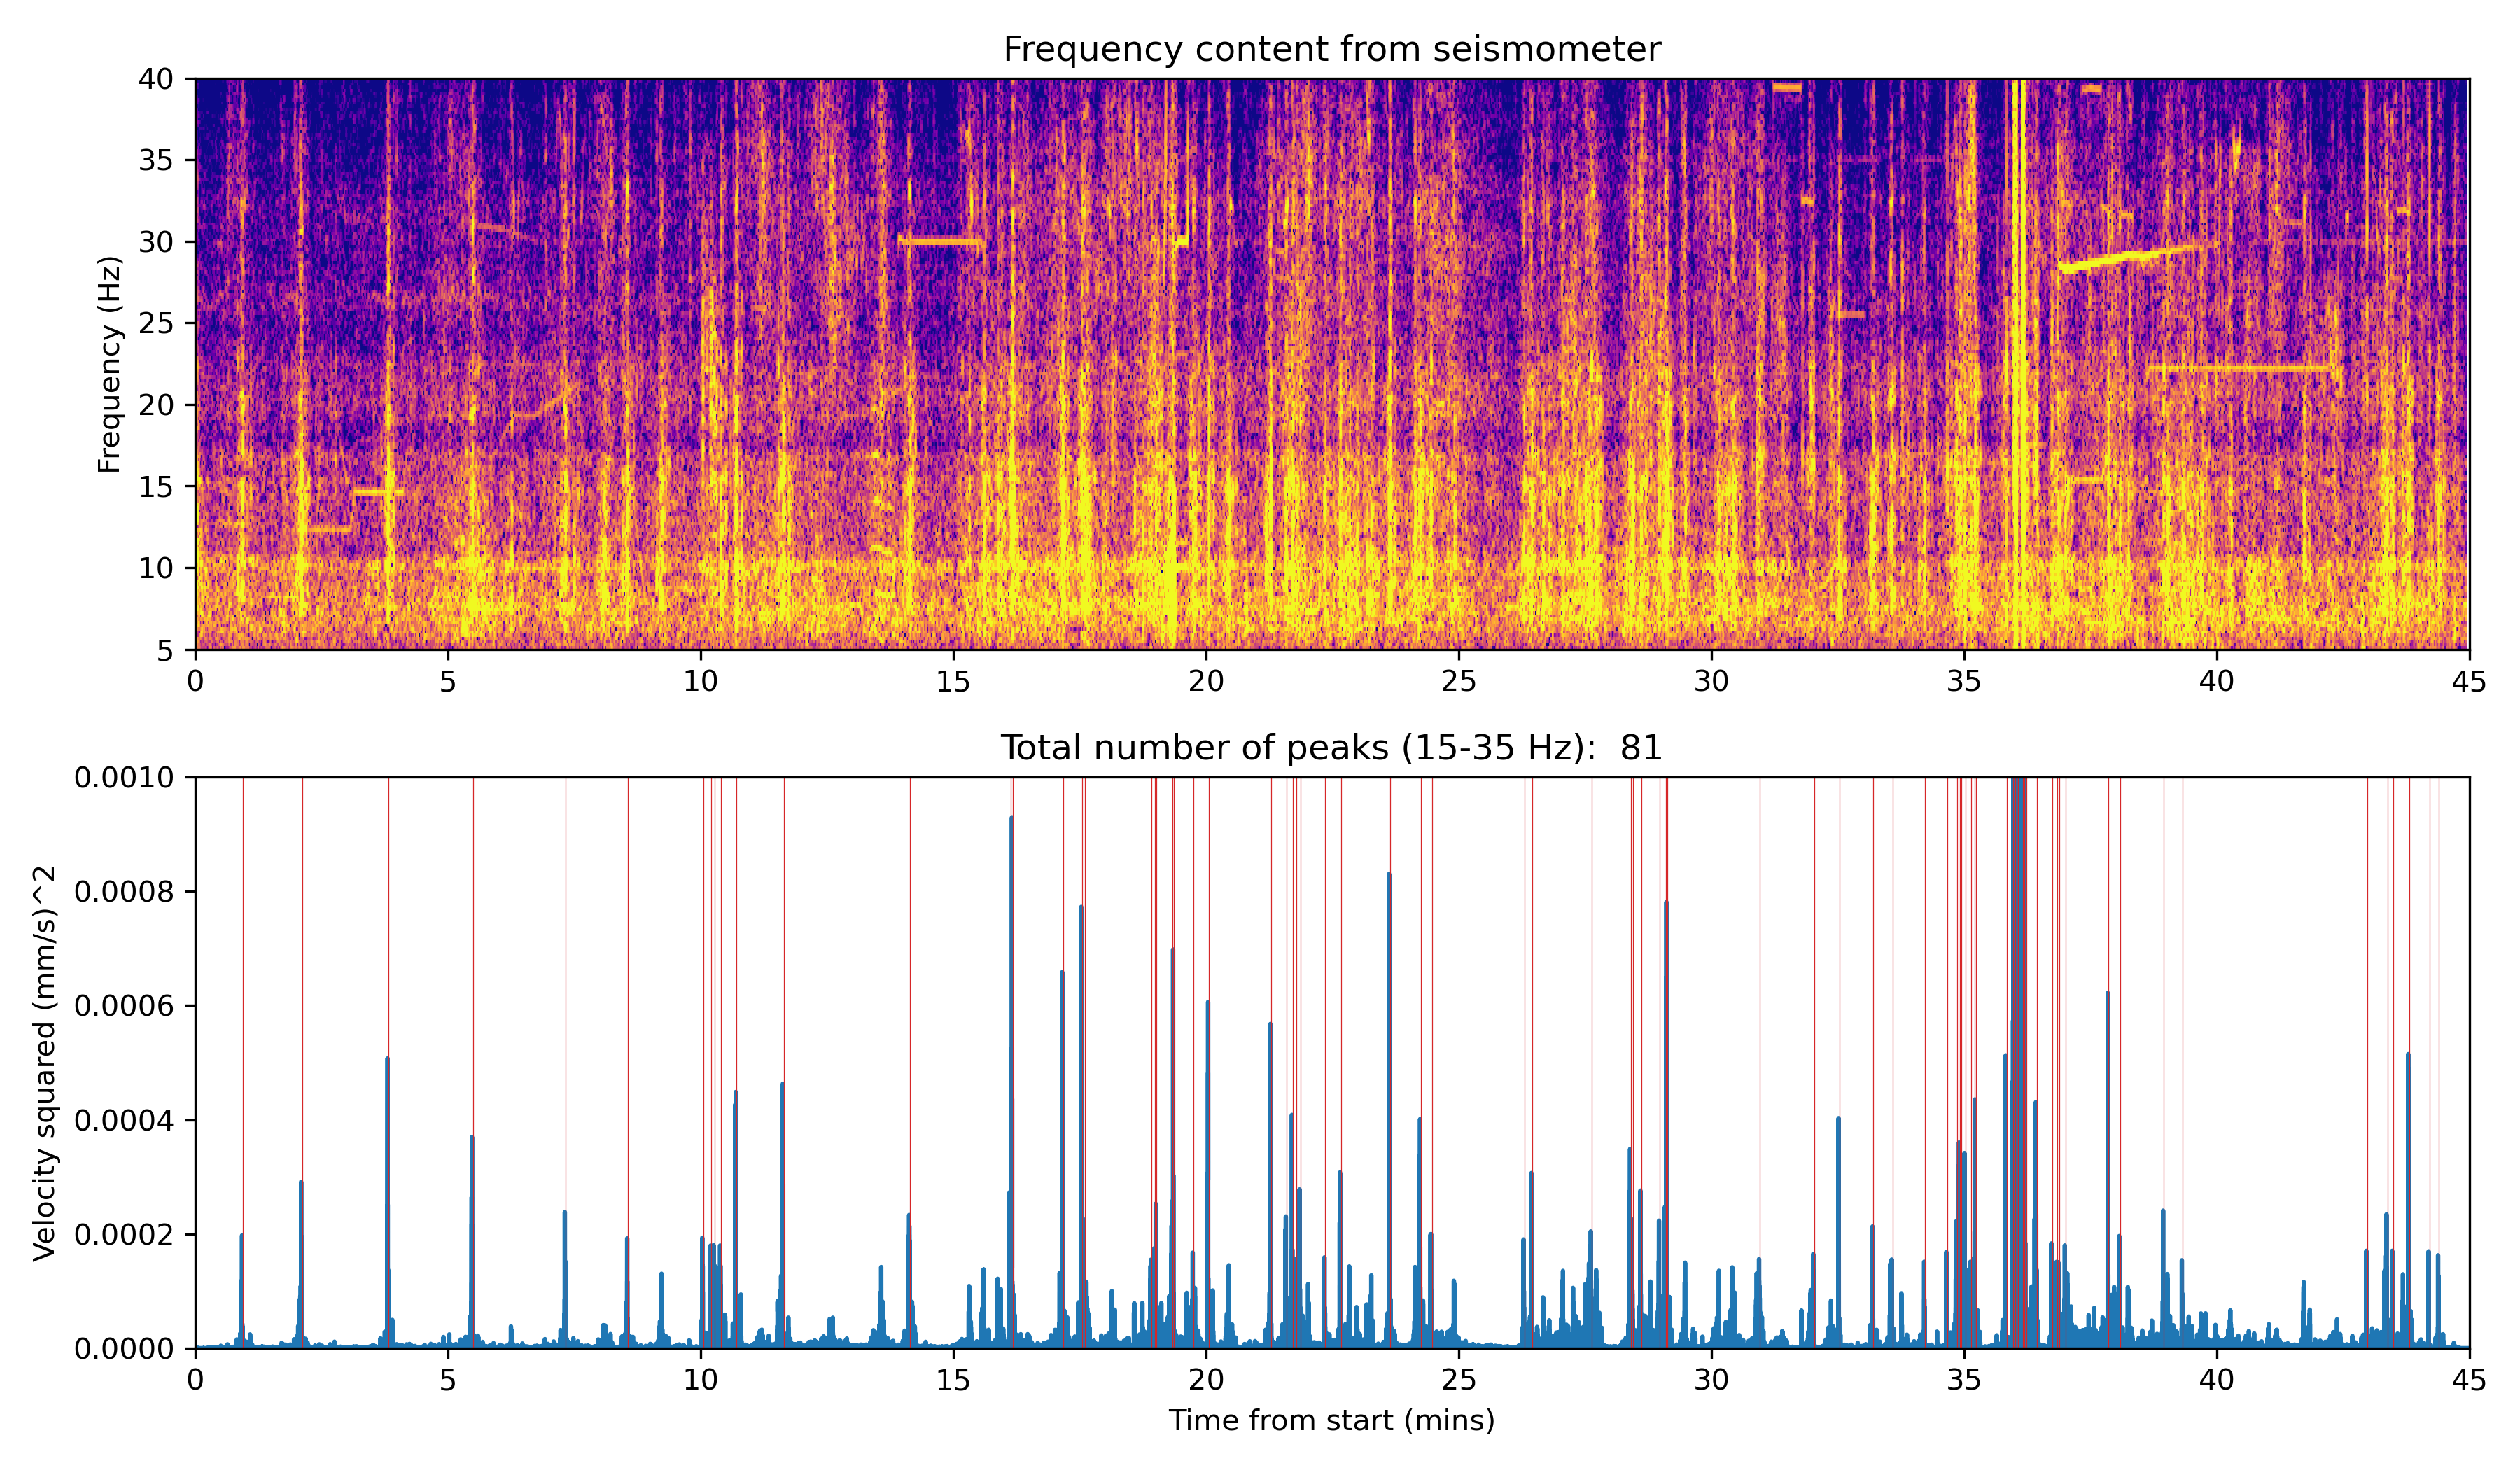 Frequency content from seismometer
40
35
30
25
20
15
10
5
Frequency (Hz)
0 5 10 15 20 25 30 35 40 45
Total number of peaks (15-35 Hz):  81
0.0010
0.0008
0.0006
0.0004
0.0002
0.0000
Velocity squared (mm/s)^2
0 5 10 15 20 25 30 35 40 45
Time from start (mins)